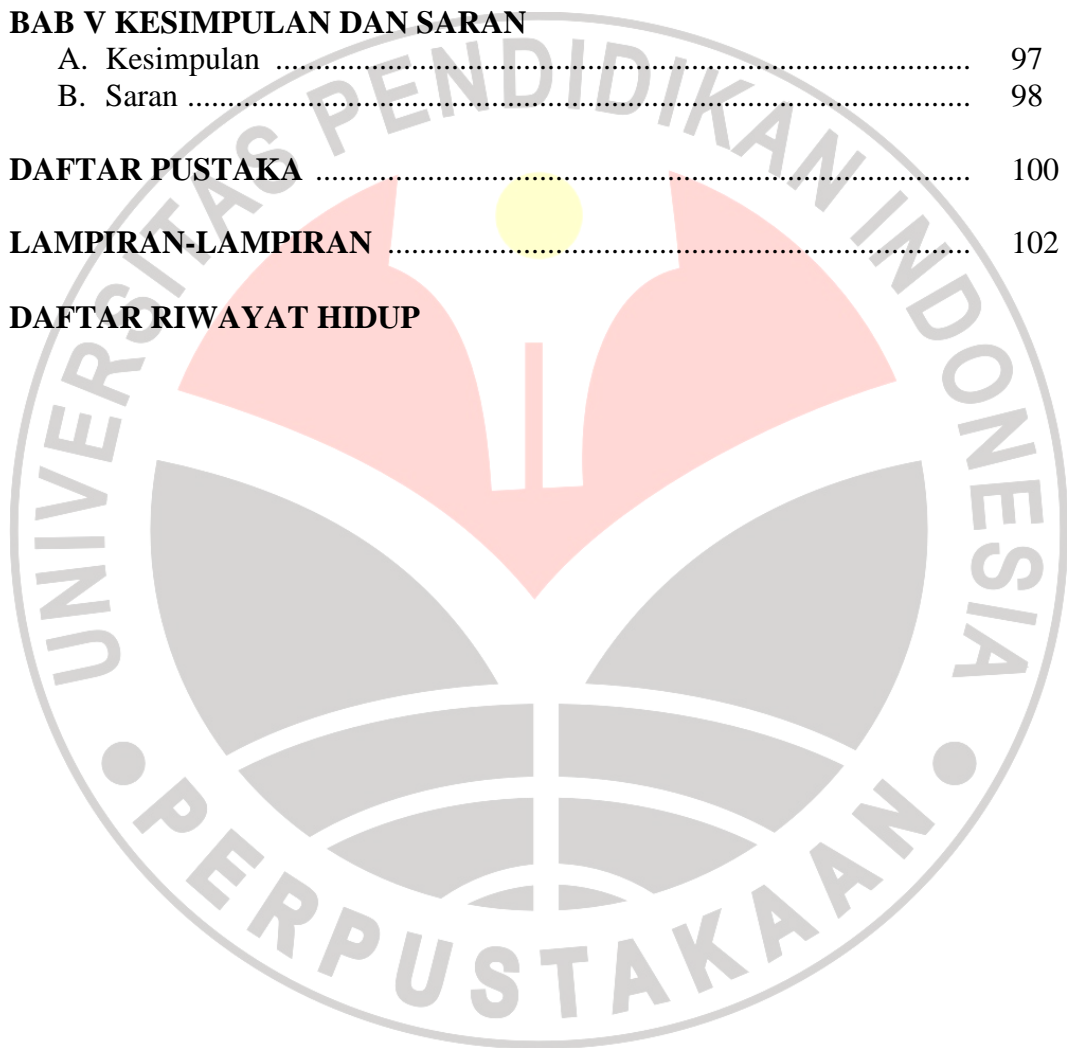 BAB V KESIMPULAN DAN SARAN
A. Kesimpulan ........................................................................................ 97
B. Saran ................................................................................................... 98
DAFTAR PUSTAKA ................................................................................... 100
LAMPIRAN-LAMPIRAN .......................................................................... 102
DAFTAR RIWAYAT HIDUP
UNIVERSITAS PENDIDIKAN INDONESIA
PERPUSTAKAAN